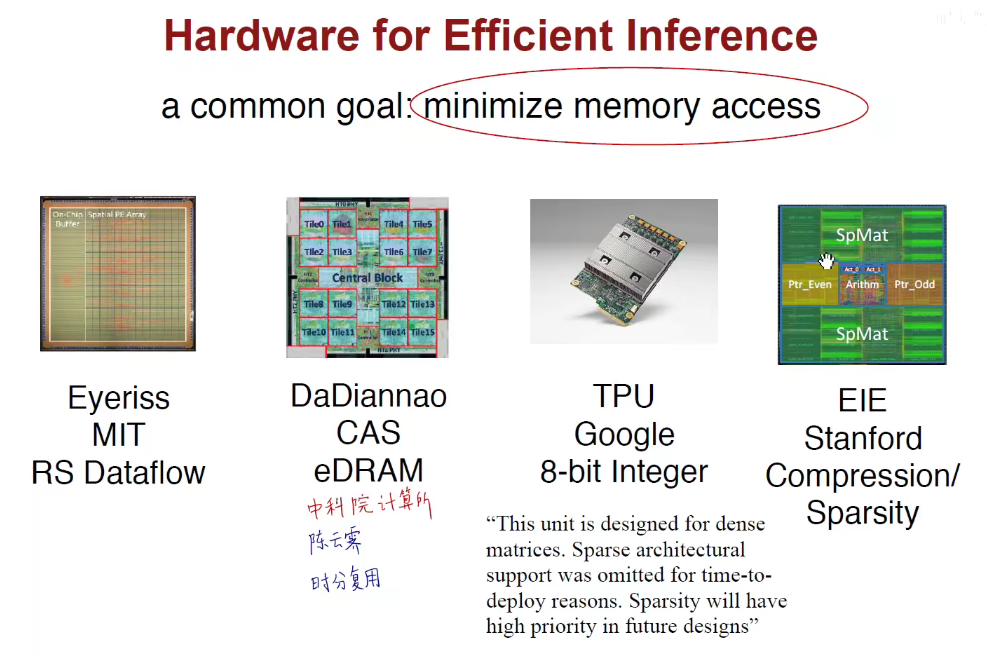 Hardware for Efficient Inference
a common goal: minimize memory access
On-Chip Buffer
Spatial PE Array
Tile0 Tile1 Tile4 Tile5
Tile2 Tile3 Tile6 Tile7
Central Block
Tile8 Tile9 Tile12 Tile13
Tile10 Tile11 Tile14 Tile15
SpMat
Act_0 Act_1
Ptr_Even Arithm Ptr_Odd
SpMat
Eyeriss
MIT
RS Dataflow
DaDiannao
CAS
eDRAM
中科院计算所
陈云霁
时分复用
TPU
Google
8-bit Integer
“This unit is designed for dense
matrices. Sparse architectural
support was omitted for time-to-
deploy reasons. Sparsity will have
high priority in future designs”
EIE
Stanford
Compression/
Sparsity